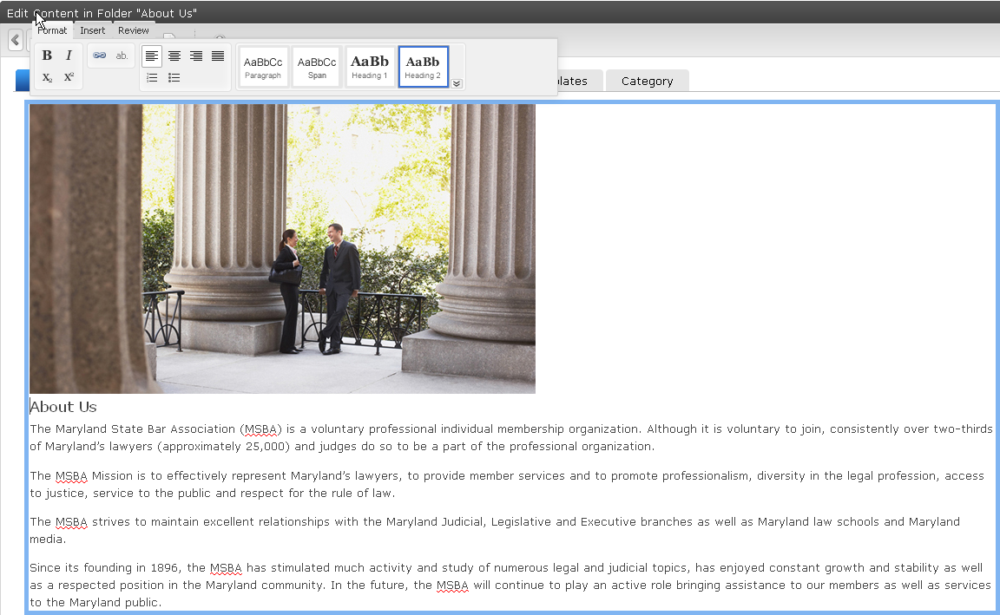 Edit Content in Folder "About Us"
Format Insert Review
B I ab.
X₂ X²
AaBbCc AaBbCc AaBb AaBb
Paragraph Span Heading 1 Heading 2
lates Category
About Us
The Maryland State Bar Association (MSBA) is a voluntary professional individual membership organization. Although it is voluntary to join, consistently over two-thirds
of Maryland’s lawyers (approximately 25,000) and judges do so to be a part of the professional organization.
The MSBA Mission is to effectively represent Maryland’s lawyers, to provide member services and to promote professionalism, diversity in the legal profession, access
to justice, service to the public and respect for the rule of law.
The MSBA strives to maintain excellent relationships with the Maryland Judicial, Legislative and Executive branches as well as Maryland law schools and Maryland
media.
Since its founding in 1896, the MSBA has stimulated much activity and study of numerous legal and judicial topics, has enjoyed constant growth and stability as well
as a respected position in the Maryland community. In the future, the MSBA will continue to play an active role bringing assistance to our members as well as services
to the Maryland public.